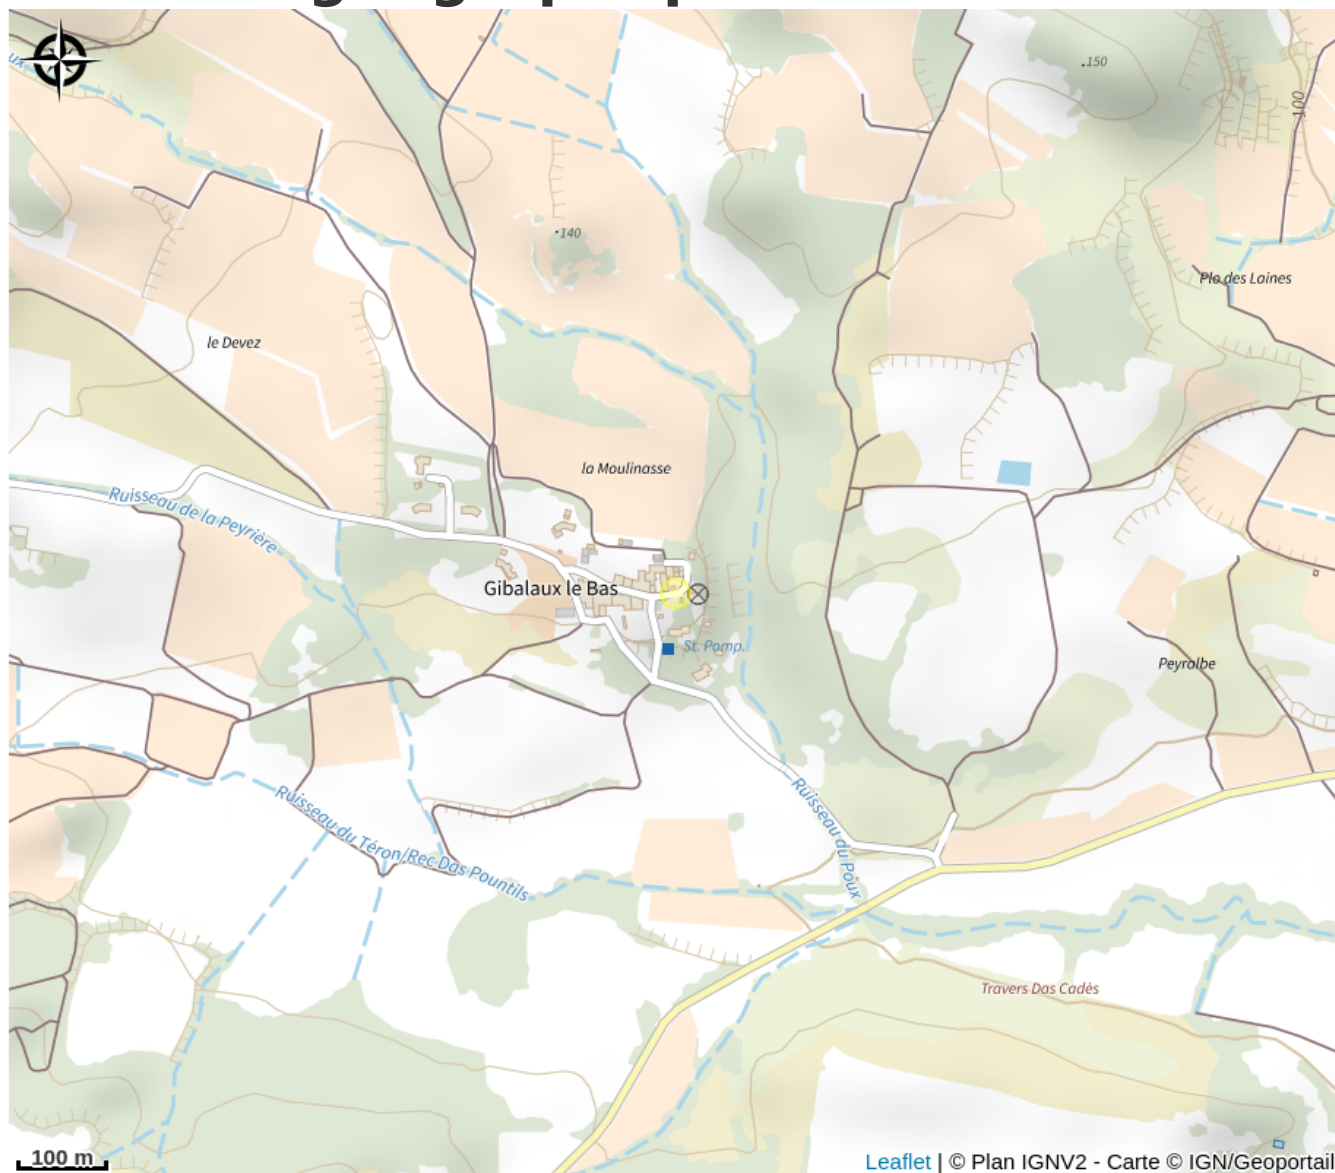 ux
150
100
140
Plo des Laines
le Devez
la Moulinasse
Ruisseau de la Peyrière
Gibalaux le Bas
St. Pomp.
Peyralbe
Ruisseau du Téron/Rec Das Pountils
Ruisseau du Poux
Travers Das Cadès
100 m
Leaflet | © Plan IGNV2 - Carte © IGN/Geoportail